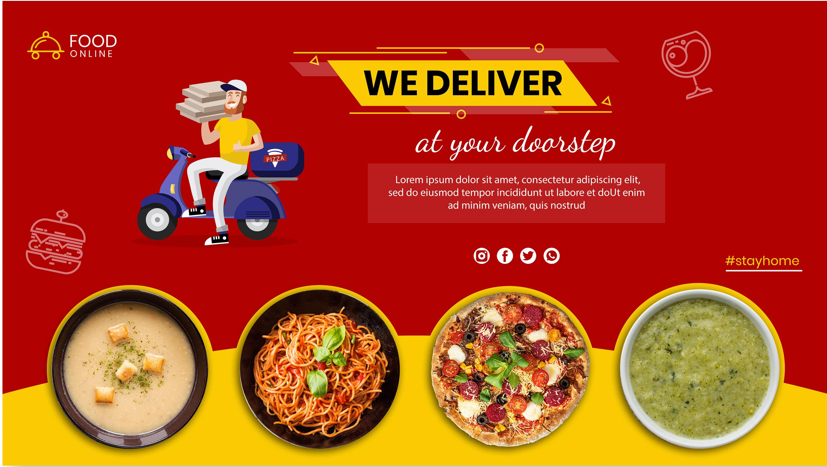 FOOD
ONLINE
WE DELIVER
at your doorstep
PIZZA
Lorem ipsum dolor sit amet, consectetur adipiscing elit,
sed do eiusmod tempor incididunt ut labore et doUt enim
ad minim veniam, quis nostrud
#stayhome